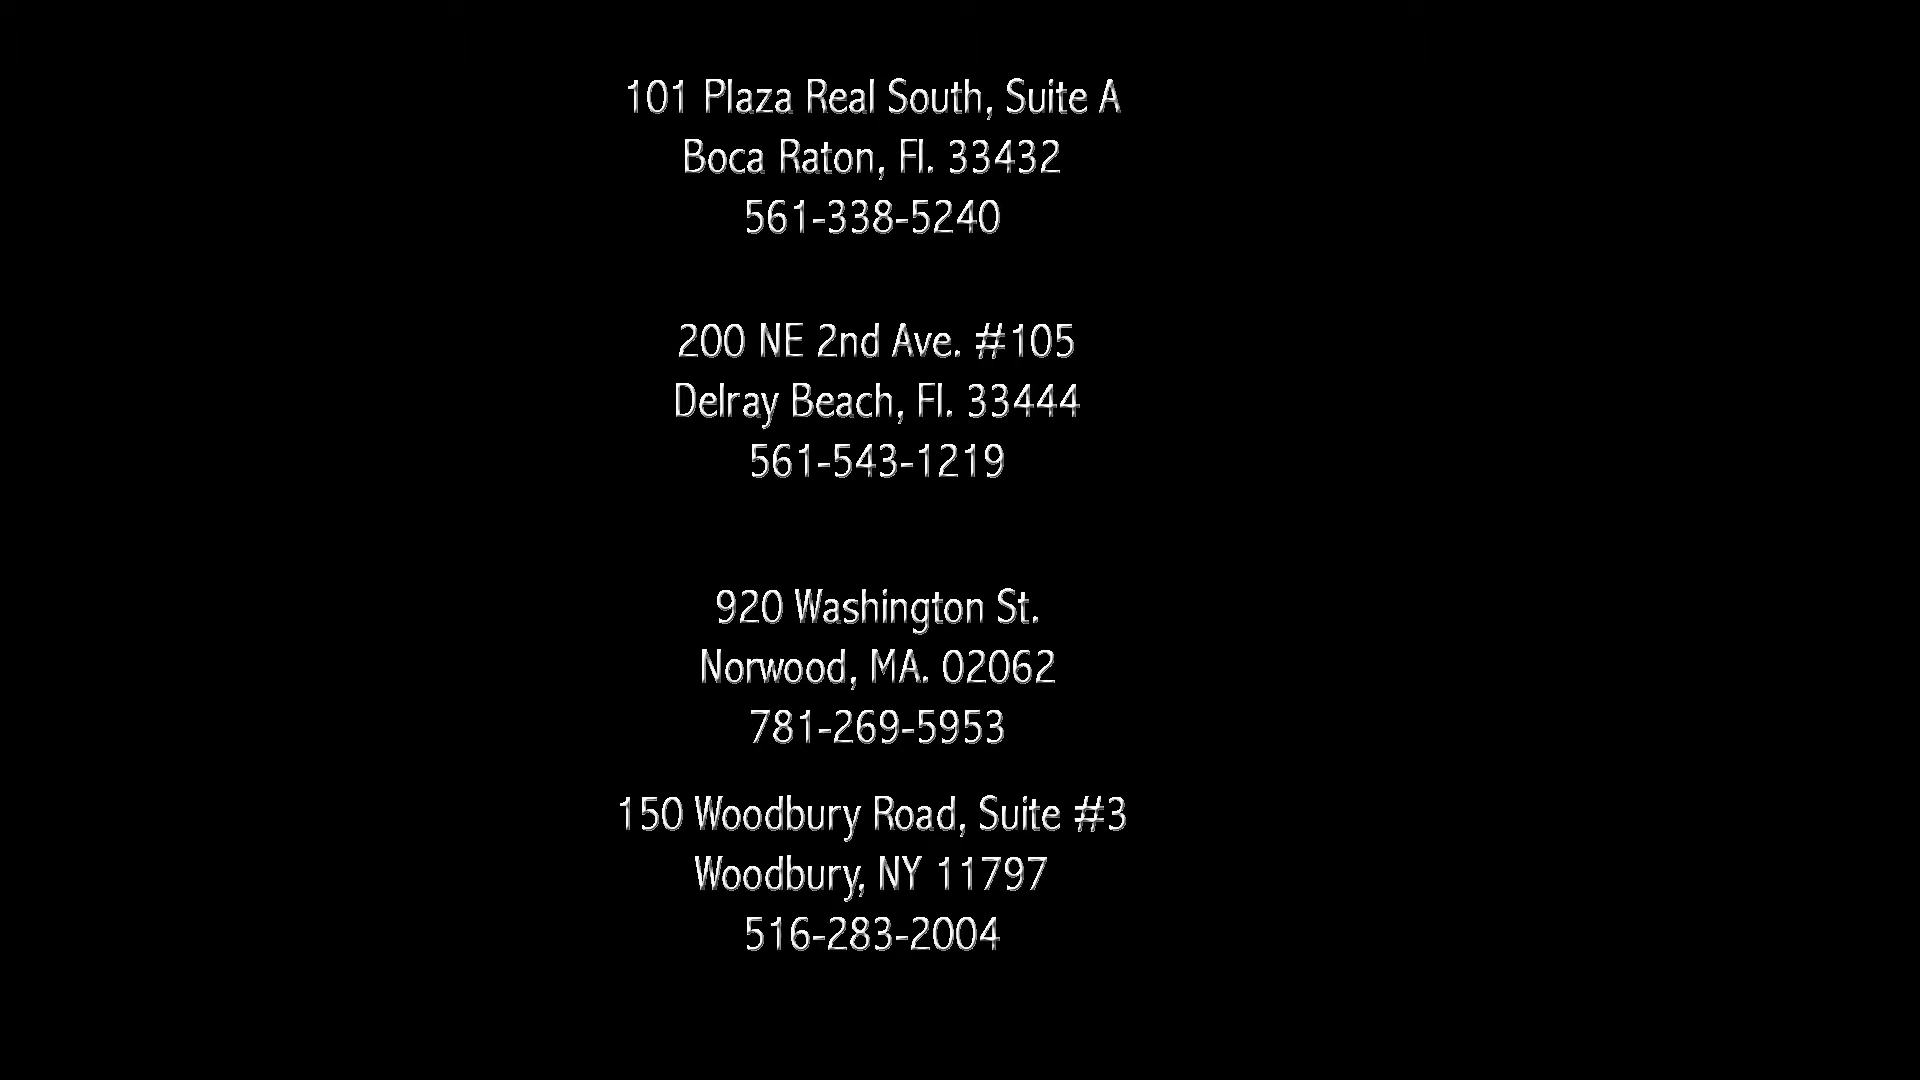 101 Plaza Real South, Suite A
Boca Raton, Fl. 33432
561-338-5240
200 NE 2nd Ave. #105
Delray Beach, Fl. 33444
561-543-1219
920 Washington St.
Norwood, MA. 02062
781-269-5953
150 Woodbury Road, Suite #3
Woodbury, NY 11797
516-283-2004